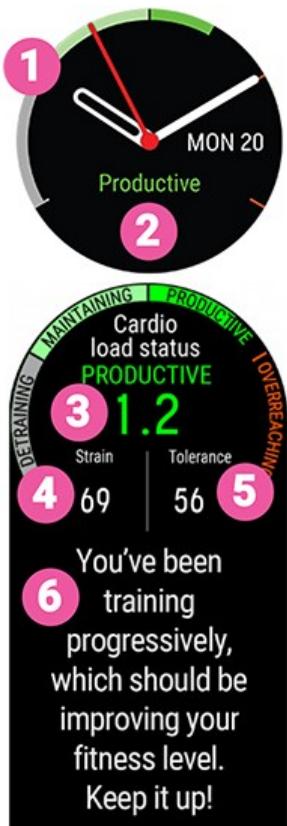 1
MON 20
Productive
2
DETRAINING
MAINTAINING
PRODUCTIVE
OVERREACHING
Cardio
load status
PRODUCTIVE
3
1.2
Strain
Tolerance
4
69
56
5
6
You've been
training
progressively,
which should be
improving your
fitness level.
Keep it up!